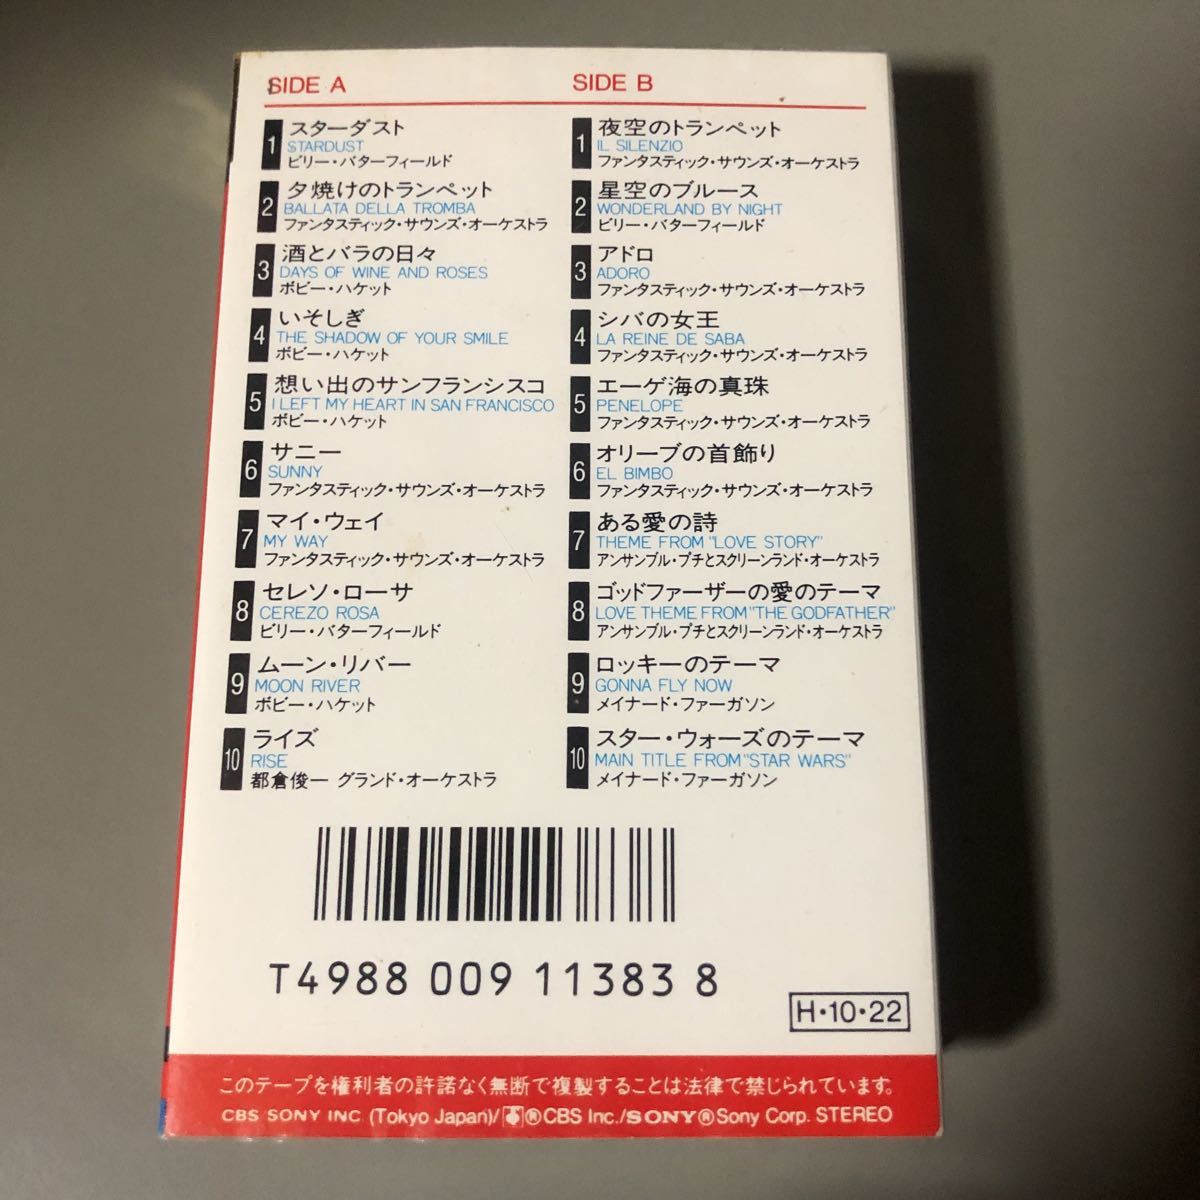 SIDE A
1 スターダスト
STARDUST
ビリー・バターフィールド
2 夕焼けのトランペット
BALLATA DELLA TROMBA
ファンタスティック・サウンズ・オーケストラ
3 酒とバラの日々
DAYS OF WINE AND ROSES
ボビー・ハケット
4 いそしぎ
THE SHADOW OF YOUR SMILE
ボビー・ハケット
5 想い出のサンフランシスコ
I LEFT MY HEART IN SAN FRANCISCO
ボビー・ハケット
6 サニー
SUNNY
ファンタスティック・サウンズ・オーケストラ
7 マイ・ウェイ
MY WAY
ファンタスティック・サウンズ・オーケストラ
8 セレソ・ローサ
CEREZO ROSA
ビリー・バターフィールド
9 ムーン・リバー
MOON RIVER
ボビー・ハケット
10 ライズ
RISE
都倉俊一 グランド・オーケストラ
SIDE B
1 夜空のトランペット
IL SILENZIO
ファンタスティック・サウンズ・オーケストラ
2 星空のブルース
WONDERLAND BY NIGHT
ビリー・バターフィールド
3 アドロ
ADORO
ファンタスティック・サウンズ・オーケストラ
4 シバの女王
LA REINE DE SABA
ファンタスティック・サウンズ・オーケストラ
5 エーゲ海の真珠
PENELOPE
ファンタスティック・サウンズ・オーケストラ
6 オリーブの首飾り
EL BIMBO
ファンタスティック・サウンズ・オーケストラ
7 ある愛の詩
THEME FROM "LOVE STORY"
アンサンブル・プチとスクリーンランド・オーケストラ
8 ゴッドファーザーの愛のテーマ
LOVE THEME FROM "THE GODFATHER"
アンサンブル・プチとスクリーンランド・オーケストラ
9 ロッキーのテーマ
GONNA FLY NOW
メイナード・ファーガソン
10 スター・ウォーズのテーマ
MAIN TITLE FROM "STAR WARS"
メイナード・ファーガソン
T4988 009 11383 8
H・10・22
このテープを権利者の許諾なく無断で複製することは法律で禁じられています。
CBS SONY INC. (Tokyo Japan)/ ®CBS Inc./SONY®Sony Corp. STEREO